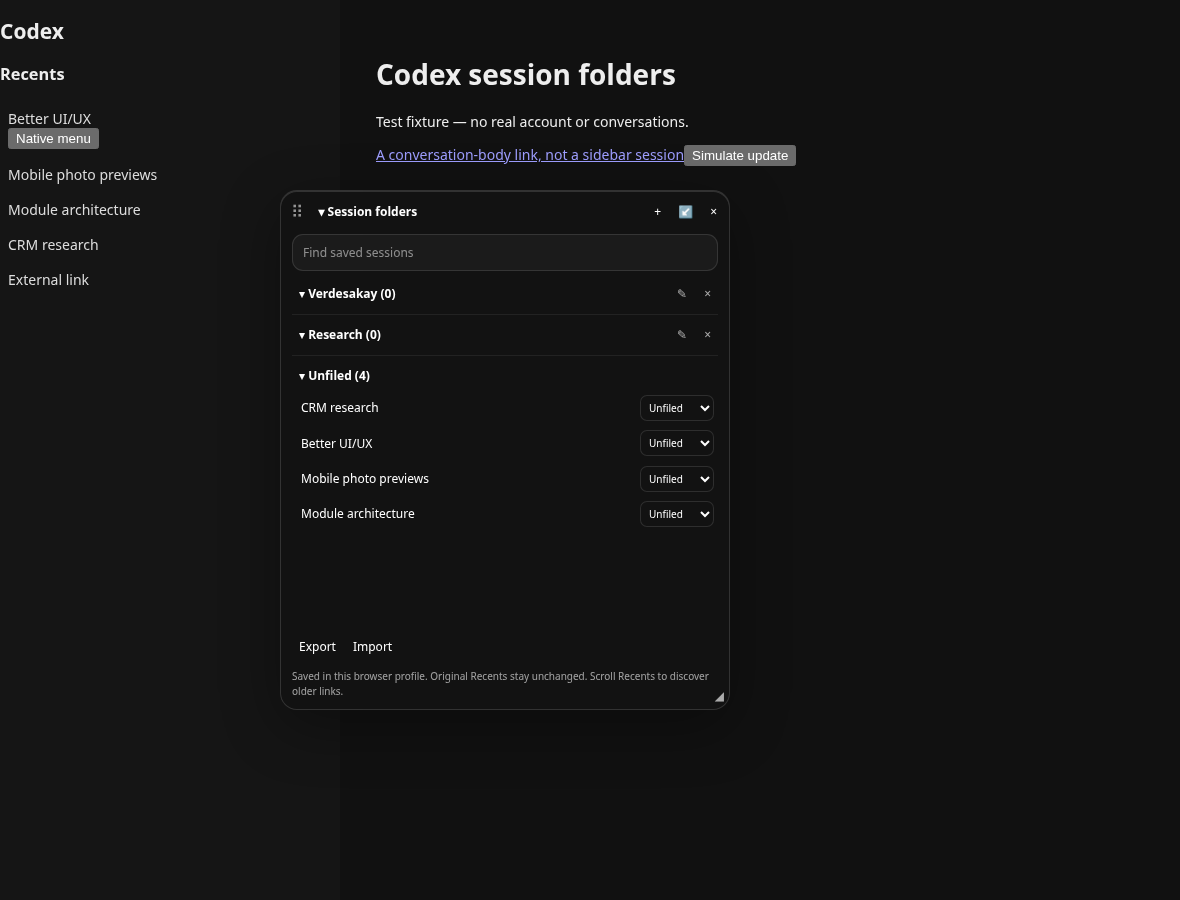 Codex
Recents
Better UI/UX
Native menu
Mobile photo previews
Module architecture
CRM research
External link
Codex session folders
Test fixture — no real account or conversations.
A conversation-body link, not a sidebar session Simulate update
⠿ ▾ Session folders + ↙ ×
Find saved sessions
▾ Verdesakay (0) ✎ ×
▾ Research (0) ✎ ×
▾ Unfiled (4)
CRM research Unfiled
Better UI/UX Unfiled
Mobile photo previews Unfiled
Module architecture Unfiled
Export Import
Saved in this browser profile. Original Recents stay unchanged. Scroll Recents to discover
older links.